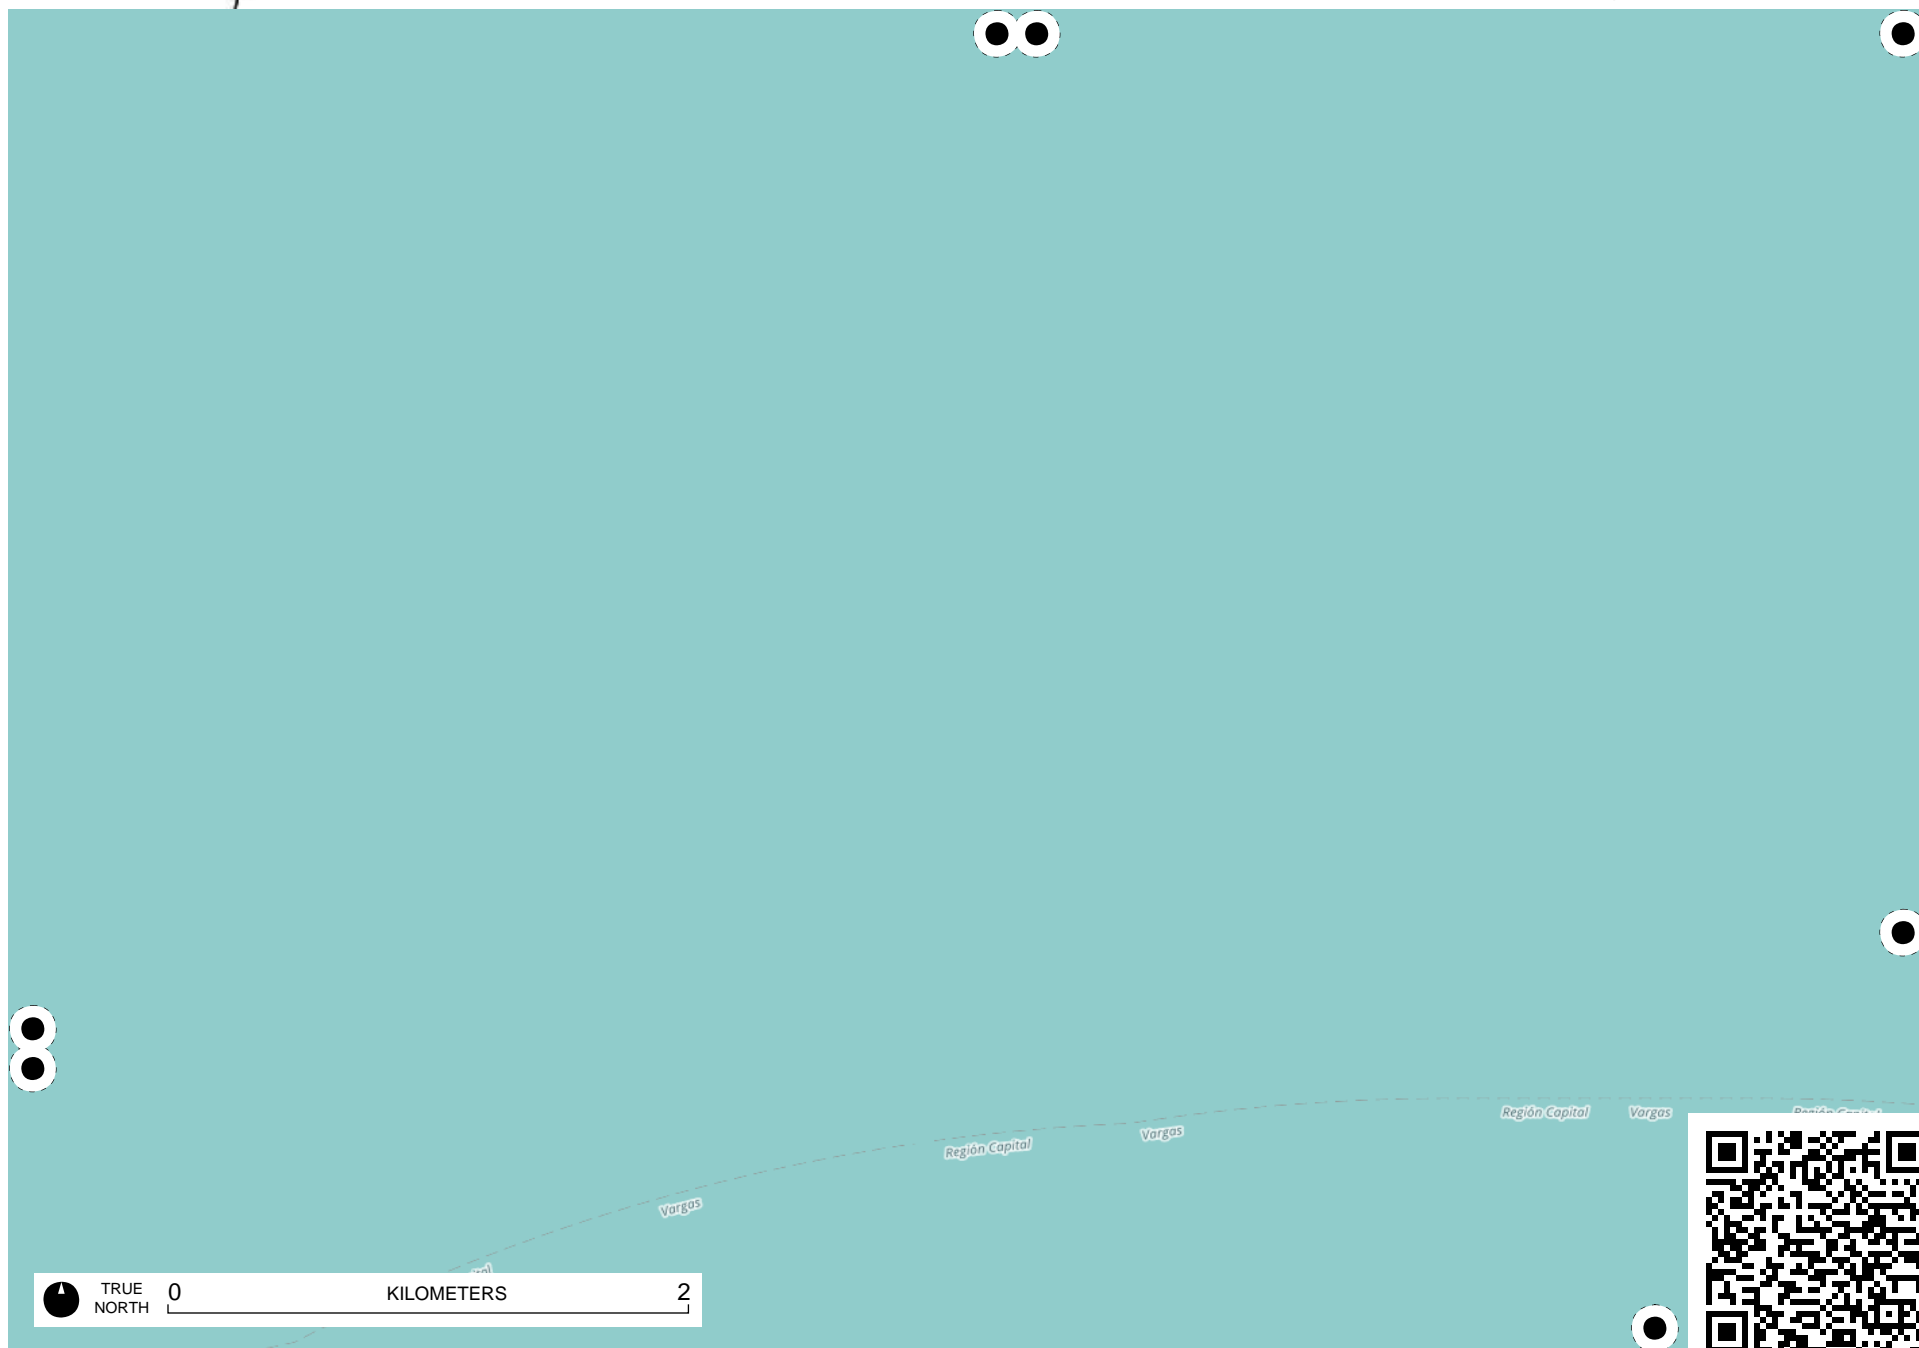 Región Capital
Vargas
Vargas
Región Capital
Vargas
TRUE
NORTH
0
KILOMETERS
2